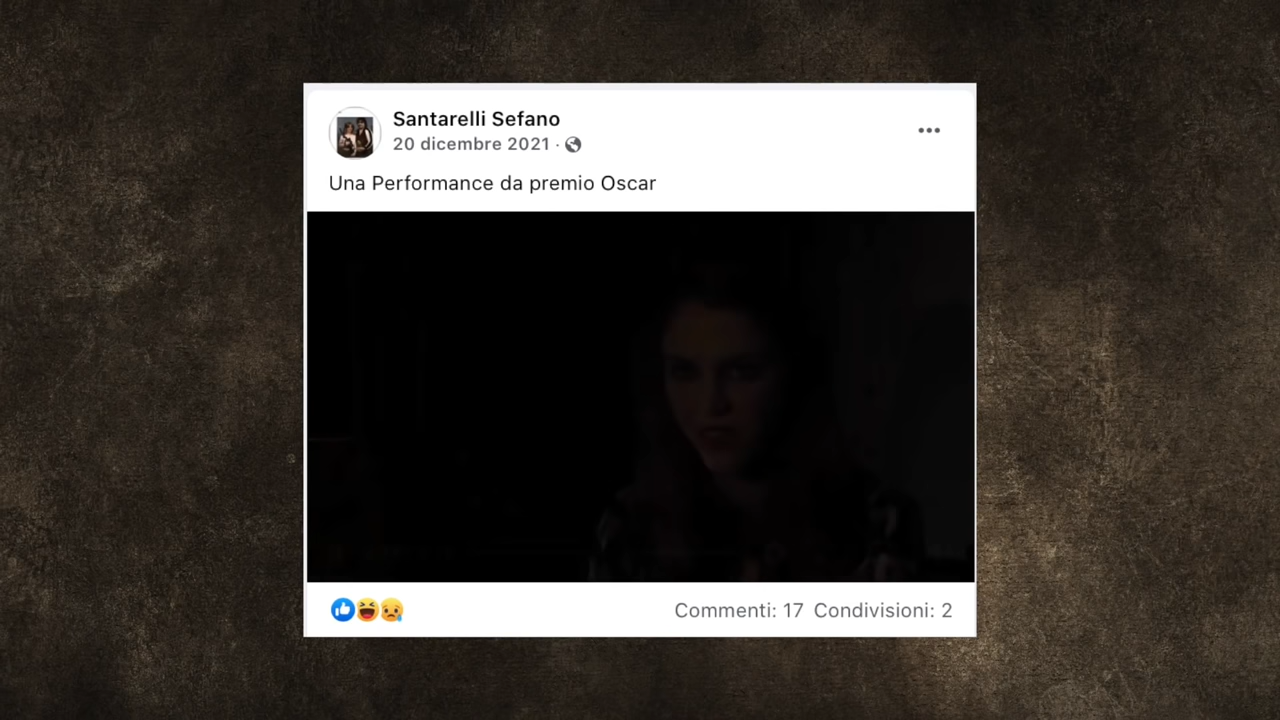 Santarelli Sefano
20 dicembre 2021 ·
Una Performance da premio Oscar
Commenti: 17 Condivisioni: 2